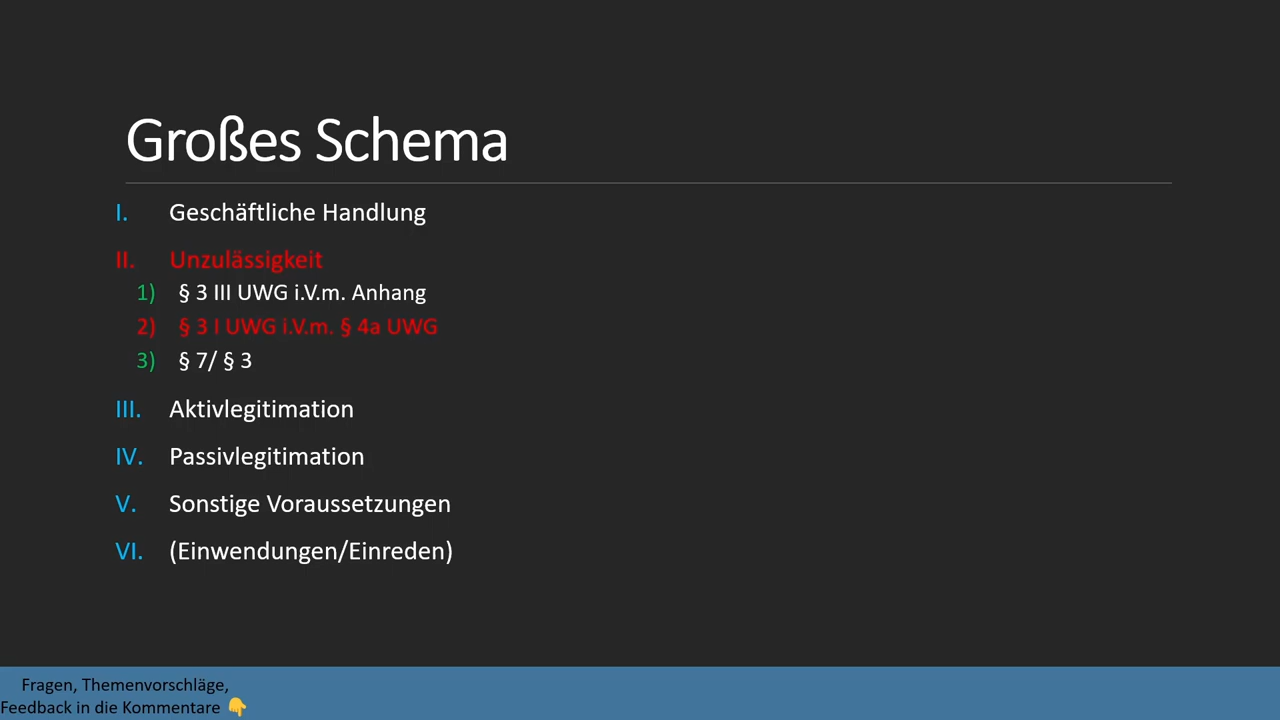 Großes Schema
I. Geschäftliche Handlung
II. Unzulässigkeit
1) § 3 III UWG i.V.m. Anhang
2) § 3 I UWG i.V.m. § 4a UWG
3) § 7/ § 3
III. Aktivlegitimation
IV. Passivlegitimation
V. Sonstige Voraussetzungen
VI. (Einwendungen/Einreden)
Fragen, Themenvorschläge,
Feedback in die Kommentare 👇